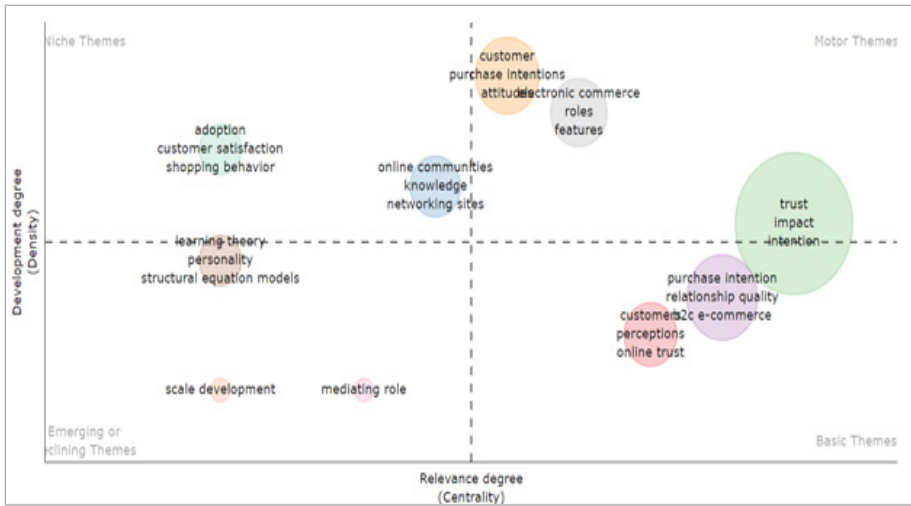 Niche Themes
Motor Themes
customer
purchase intentions
attitudes
electronic commerce
roles
features
adoption
customer satisfaction
shopping behavior
online communities
knowledge
networking sites
trust
impact
intention
learning theory
personality
structural equation models
purchase intention
relationship quality
b2c e-commerce
customers
perceptions
online trust
scale development
mediating role
Emerging or
eclining Themes
Basic Themes
Development degree
(Density)
Relevance degree
(Centrality)